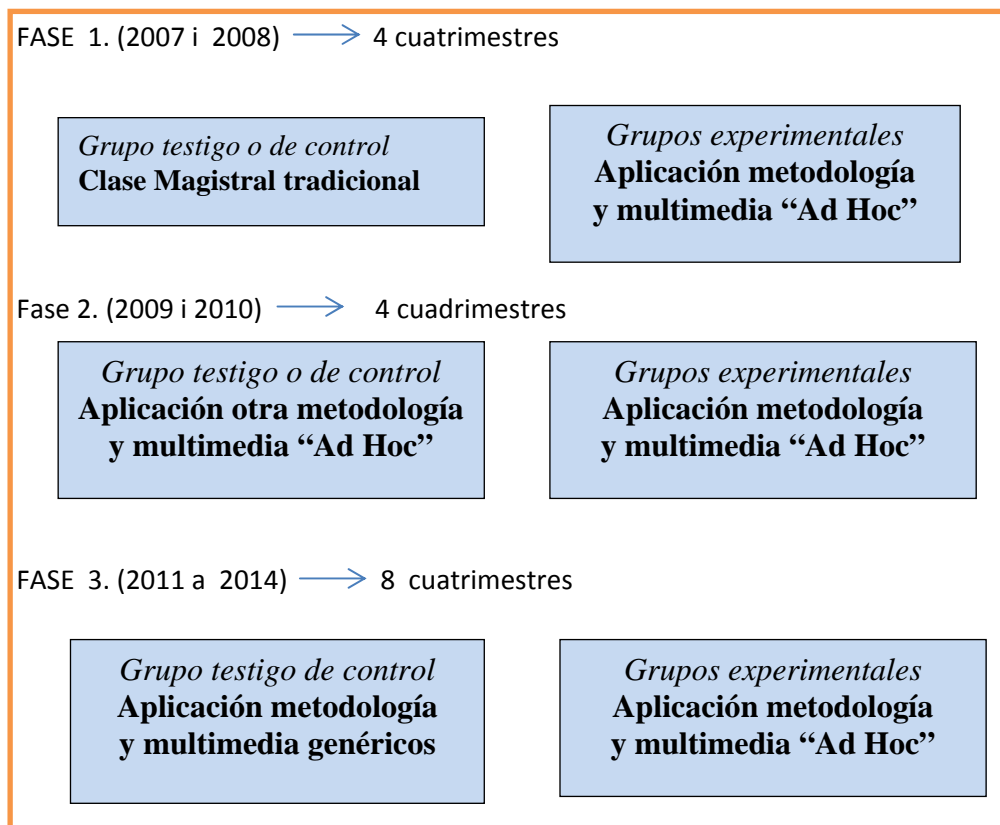 FASE 1. (2007 i 2008) 4 cuatrimestres
Grupo testigo o de control
Clase Magistral tradicional
Grupos experimentales
Aplicación metodología
y multimedia “Ad Hoc”
Fase 2. (2009 i 2010) 4 cuadrimestres
Grupo testigo o de control
Aplicación otra metodología
y multimedia “Ad Hoc”
Grupos experimentales
Aplicación metodología
y multimedia “Ad Hoc”
FASE 3. (2011 a 2014) 8 cuatrimestres
Grupo testigo de control
Aplicación metodología
y multimedia genéricos
Grupos experimentales
Aplicación metodología
y multimedia “Ad Hoc”